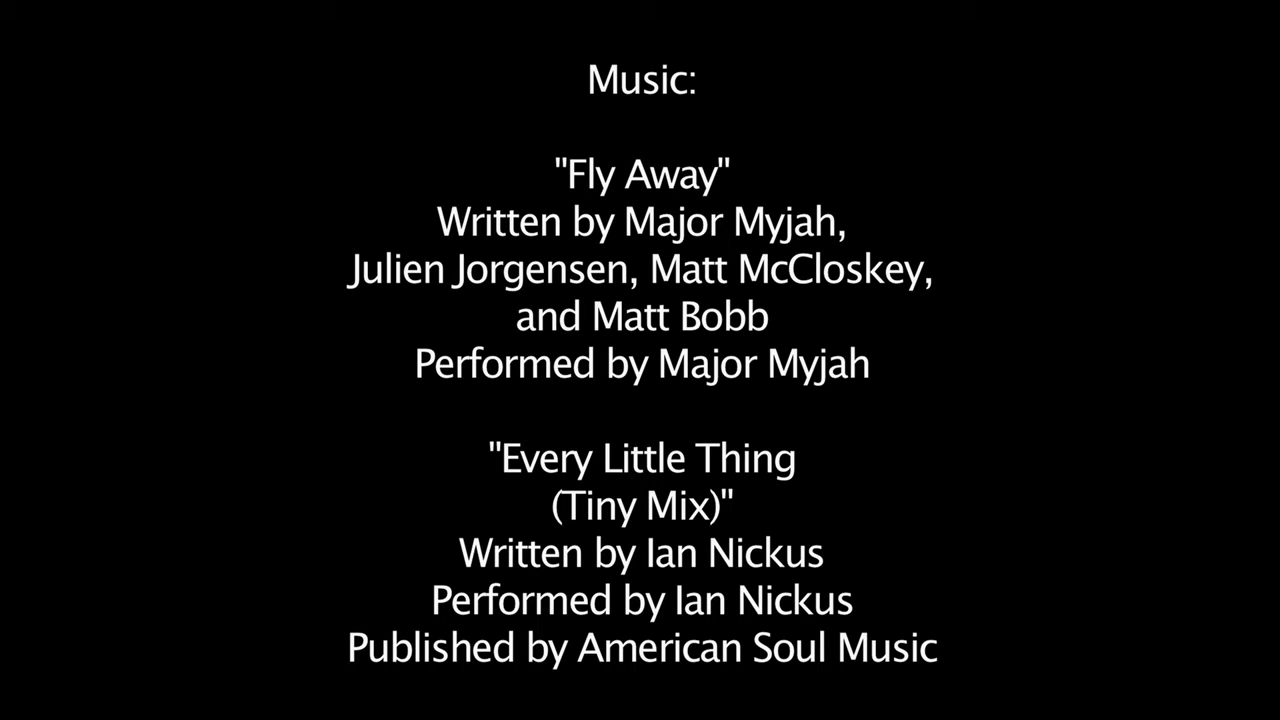 Music:
"Fly Away"
Written by Major Myjah,
Julien Jorgensen, Matt McCloskey,
and Matt Bobb
Performed by Major Myjah
"Every Little Thing
(Tiny Mix)"
Written by Ian Nickus
Performed by Ian Nickus
Published by American Soul Music